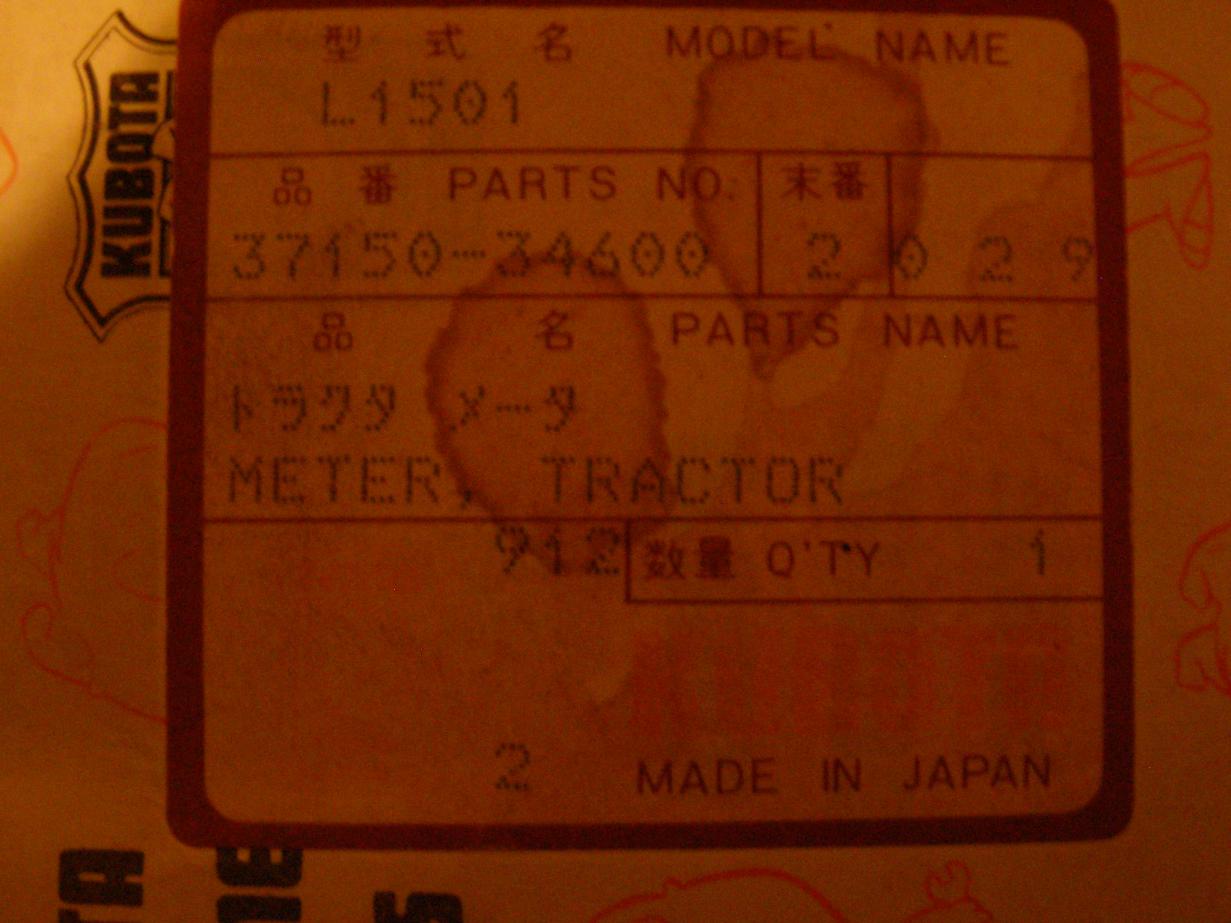 KUBOTA
型 式 名 MODEL NAME
L1501
品 番 PARTS NO. 末番
37150-34600 2 0 2 9
品 名 PARTS NAME
トラクタ メータ
METER, TRACTOR
912 数量 Q'TY 1
KUBOTA
2 MADE IN JAPAN